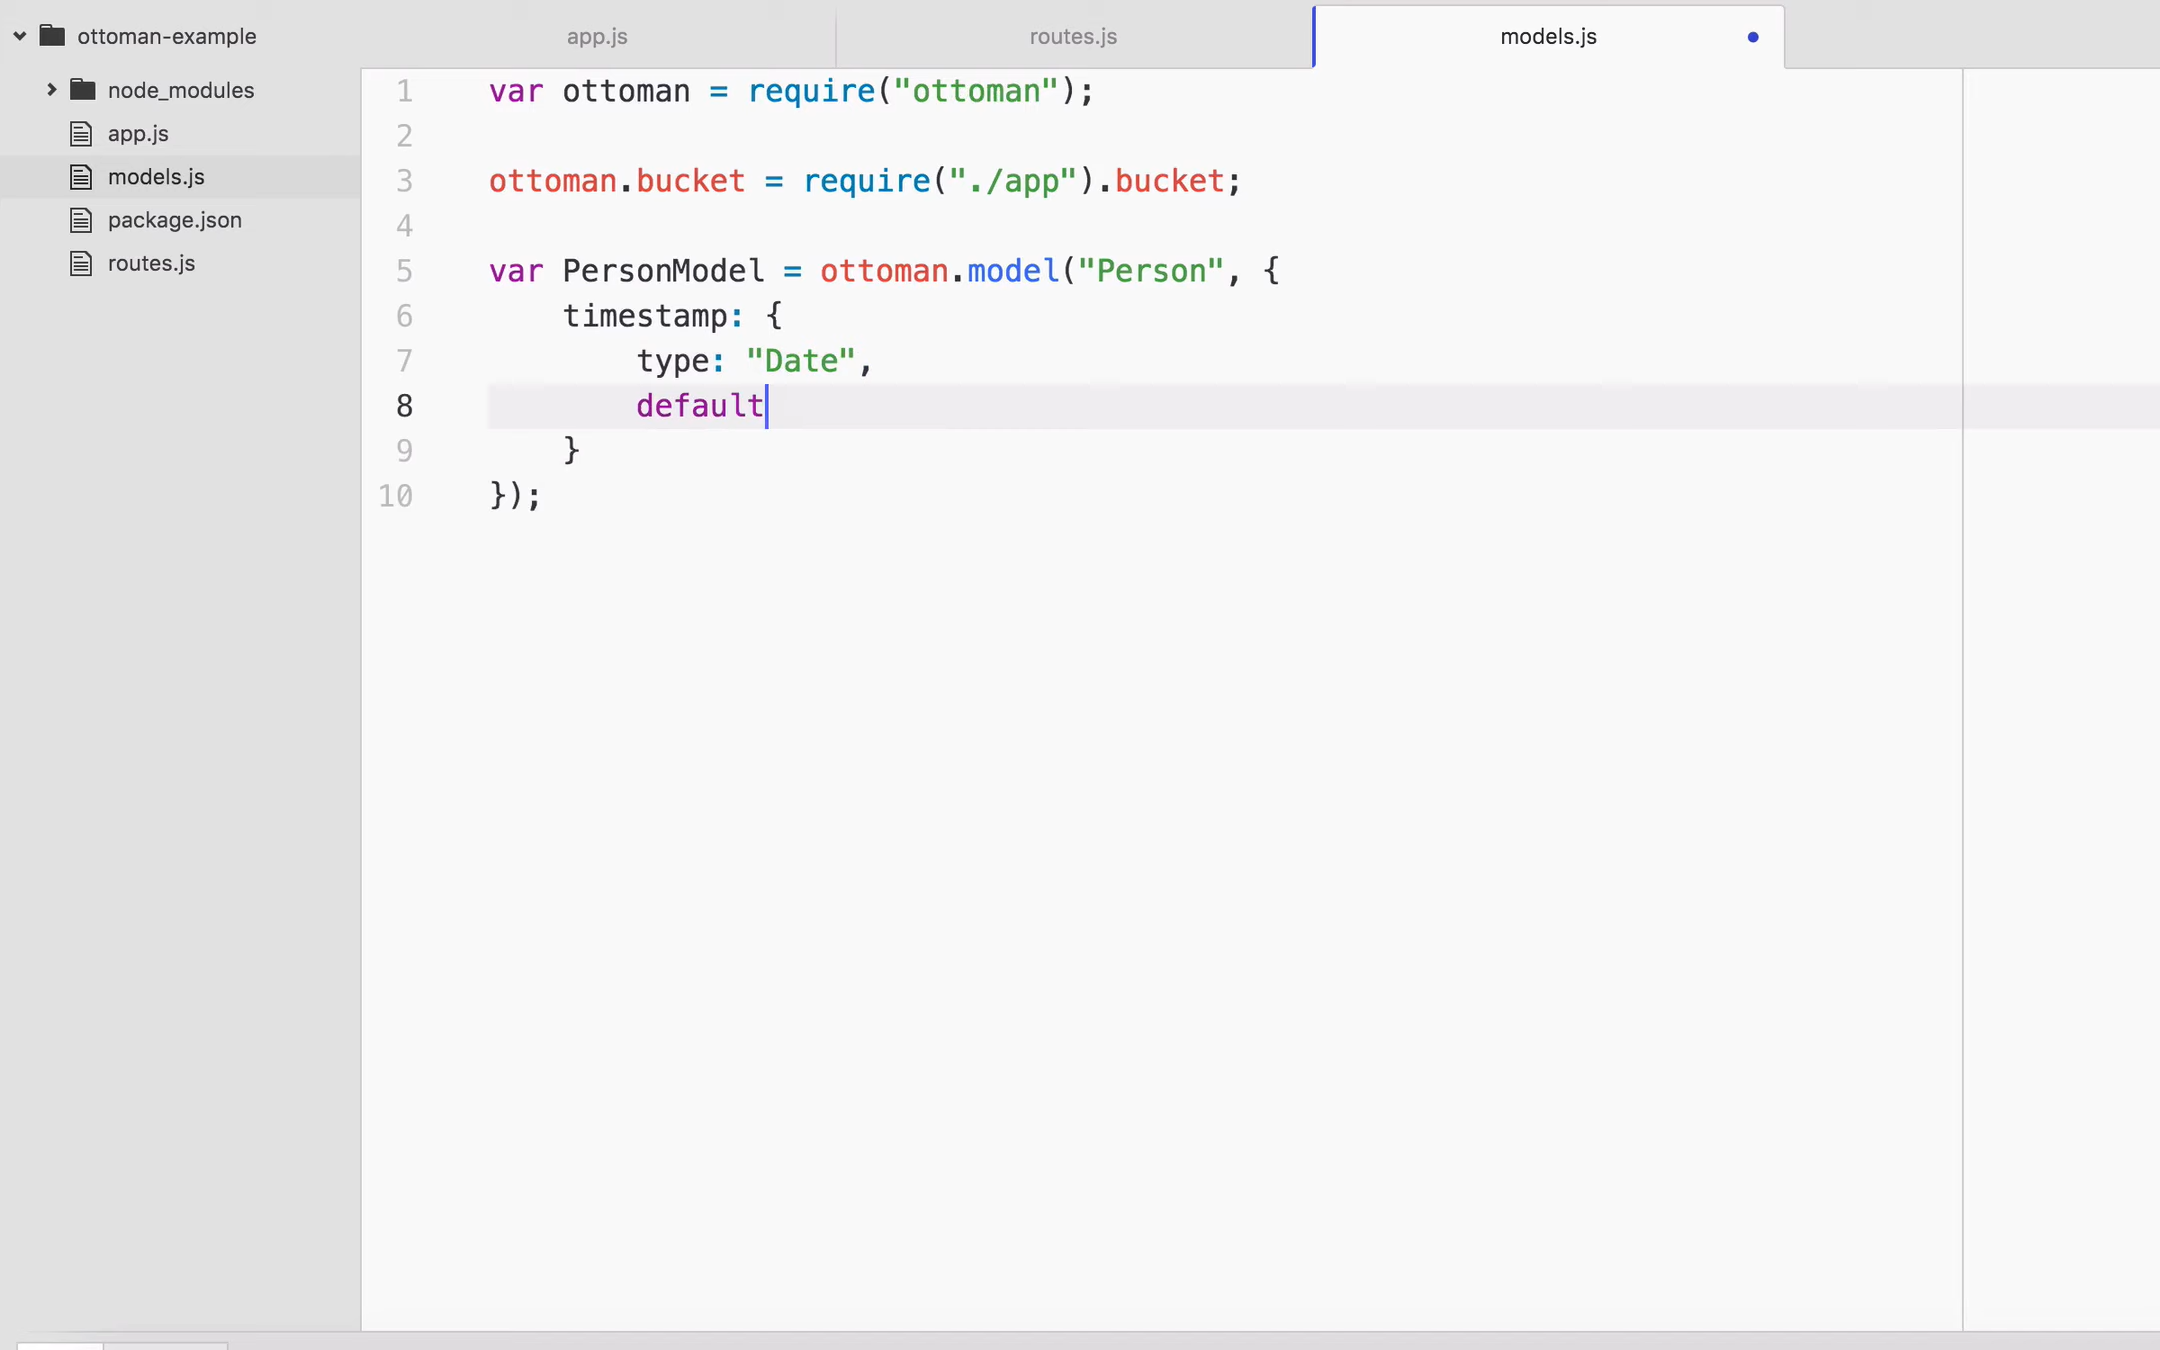 ottoman-example
node_modules
app.js
models.js
package.json
routes.js
app.js
routes.js
models.js
1 var ottoman = require("ottoman");
2
3 ottoman.bucket = require("./app").bucket;
4
5 var PersonModel = ottoman.model("Person", {
6 timestamp: {
7 type: "Date",
8 default
9 }
10 });